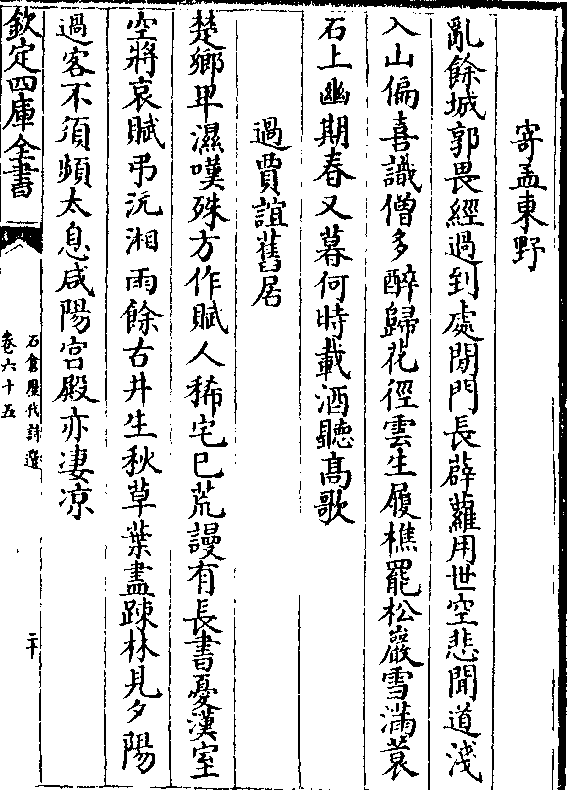 寄孟東野
亂餘城郭畏經過到處閉門長薜蘿用世空悲聞道淺
入山偏喜識僧多醉歸花徑雲生履樵罷松巖雪滿蓑
石上幽期春又暮何時載酒聽髙歌
過賈誼舊居
楚鄉卑濕嘆殊方作賦人稀宅已荒謾有長書憂漢室
空將哀賦弔沅湘雨餘古井生秋草葉盡踈林見夕陽
過客不須頻太息咸陽宮殿亦凄凉
欽定四庫全書
石倉歷代詩選
卷六十五
二十